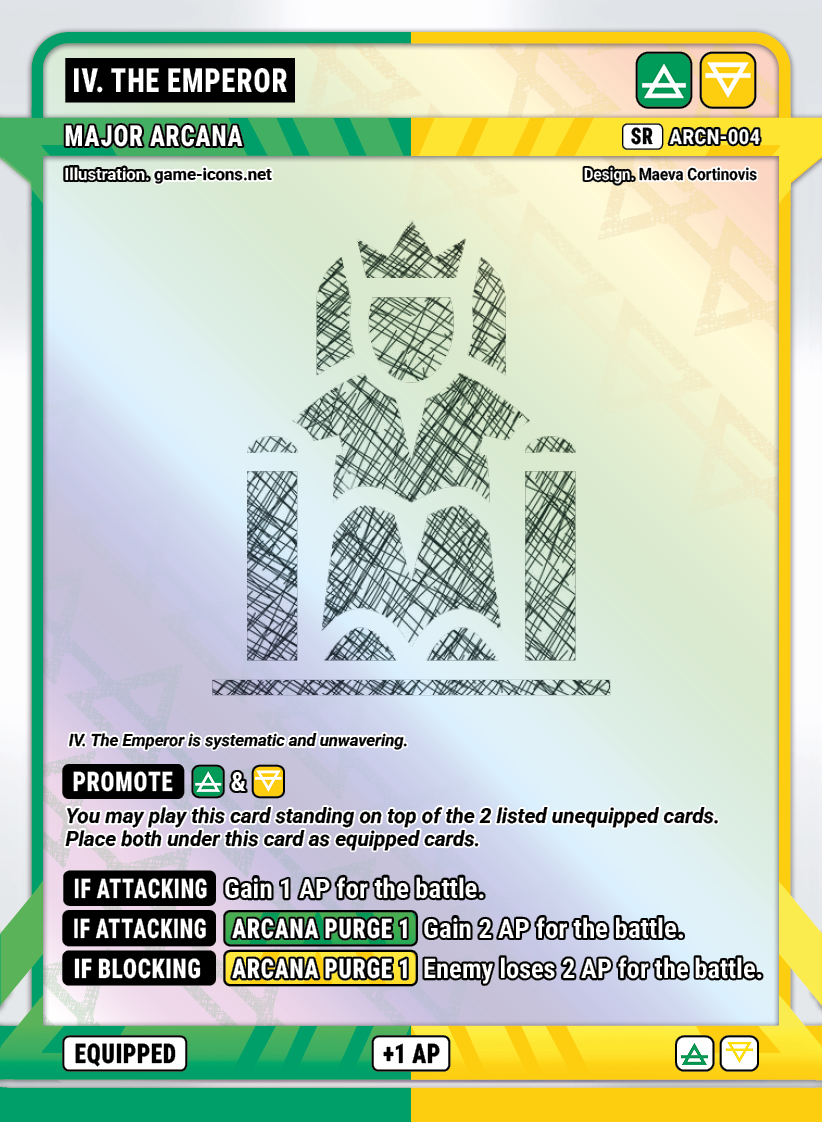 IV. THE EMPEROR
MAJOR ARCANA
SR ARCN-004
Illustration. game-icons.net
Design. Maeva Cortinovis
IV. The Emperor is systematic and unwavering.
PROMOTE &
You may play this card standing on top of the 2 listed unequipped cards.
Place both under this card as equipped cards.
IF ATTACKING Gain 1 AP for the battle.
IF ATTACKING ARCANA PURGE 1 Gain 2 AP for the battle.
IF BLOCKING ARCANA PURGE 1 Enemy loses 2 AP for the battle.
EQUIPPED
+1 AP